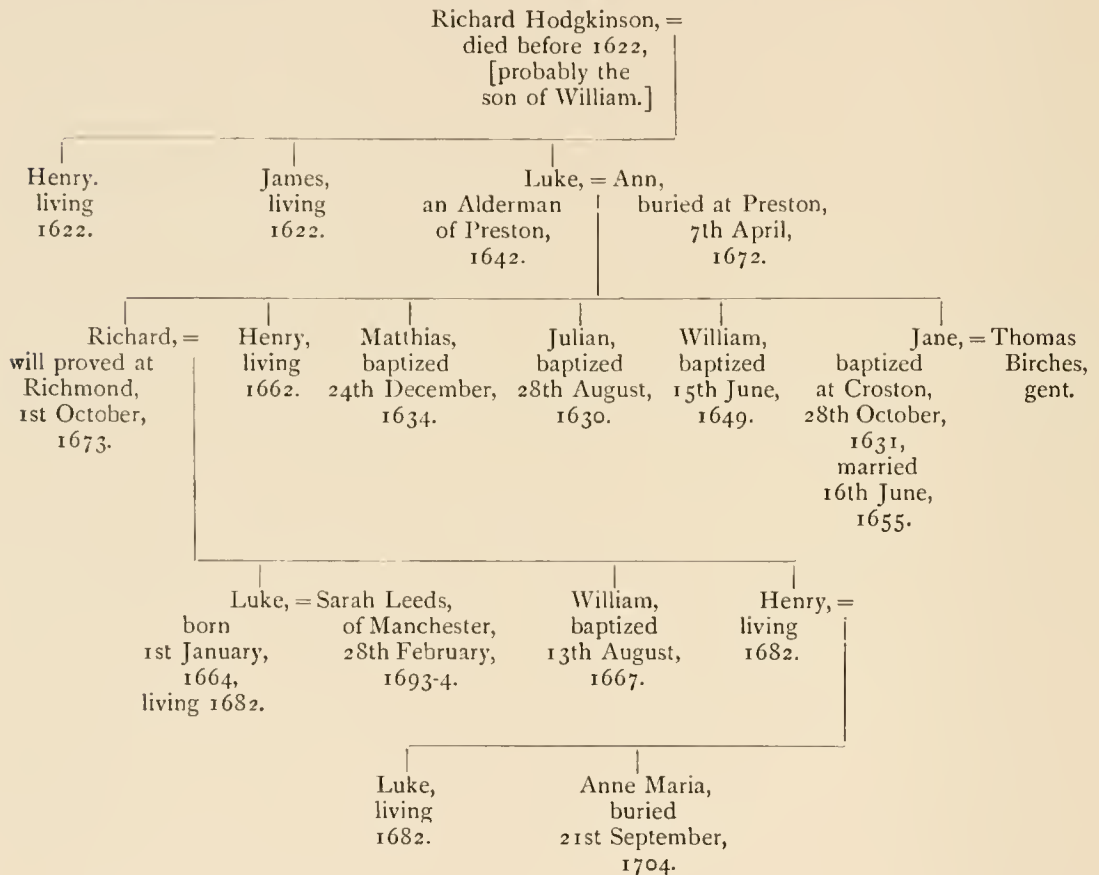 Richard Hodgkinson, =
died before 1622,
[probably the
son of William.]
Henry.
living
1622.
James,
living
1622.
Luke, = Ann,
an Alderman
of Preston,
1642.
buried at Preston,
7th April,
1672.
Richard, =
will proved at
Richmond,
1st October,
1673.
Henry,
living
1662.
Matthias,
baptized
24th December,
1634.
Julian,
baptized
28th August,
1630.
William,
baptized
15th June,
1649.
Jane, = Thomas
baptized
at Croston,
28th October,
1631,
married
16th June,
1655.
Birches,
gent.
Luke, = Sarah Leeds,
born
1st January,
1664,
living 1682.
of Manchester,
28th February,
1693-4.
William,
baptized
13th August,
1667.
Henry, =
living
1682.
Luke,
living
1682.
Anne Maria,
buried
21st September,
1704.